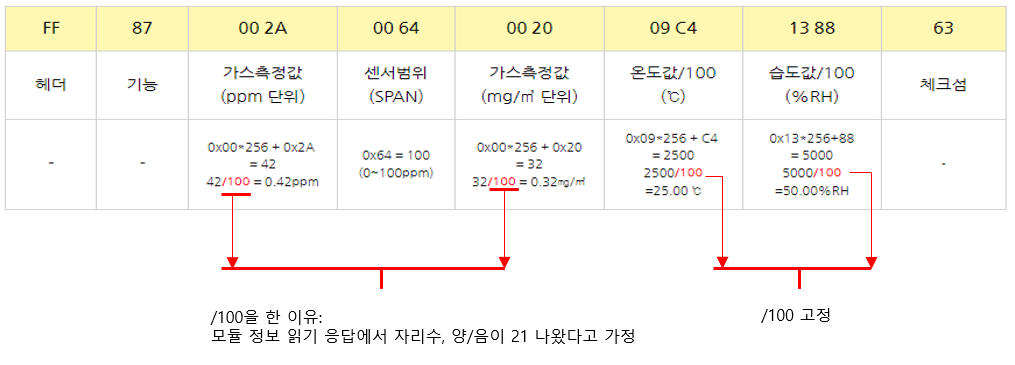 FF 87 00 2A 00 64 00 20 09 C4 13 88 63
헤더 기능 가스측정값 센서범위 가스측정값 온도값/100 습도값/100 체크섬
(ppm 단위) (SPAN) (mg/㎥ 단위) (℃) (%RH)
- - 0x00*256 + 0x2A 0x64 = 100 0x00*256 + 0x20 0x09*256 + C4 0x13*256+88 -
= 42 (0~100ppm) = 32 = 2500 = 5000
42/100 = 0.42ppm 32/100 = 0.32㎎/㎥ 2500/100 5000/100
=25.00 ℃ =50.00%RH
/100을 한 이유:
모듈 정보 읽기 응답에서 자리수, 양/음이 21 나왔다고 가정
/100 고정